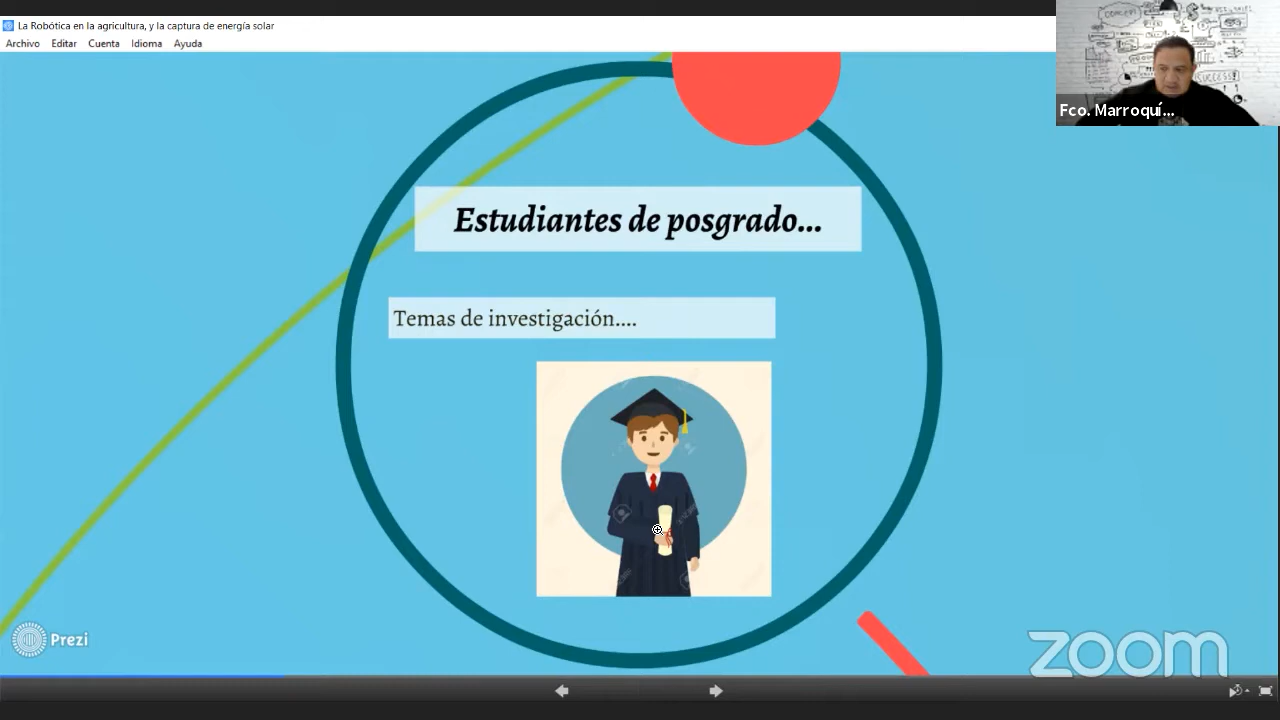 La Robótica en la agricultura, y la captura de energía solar
Archivo Editar Cuenta Idioma Ayuda
Fco. Marroquí...
Estudiantes de posgrado...
Temas de investigación....
Prezi
zoom